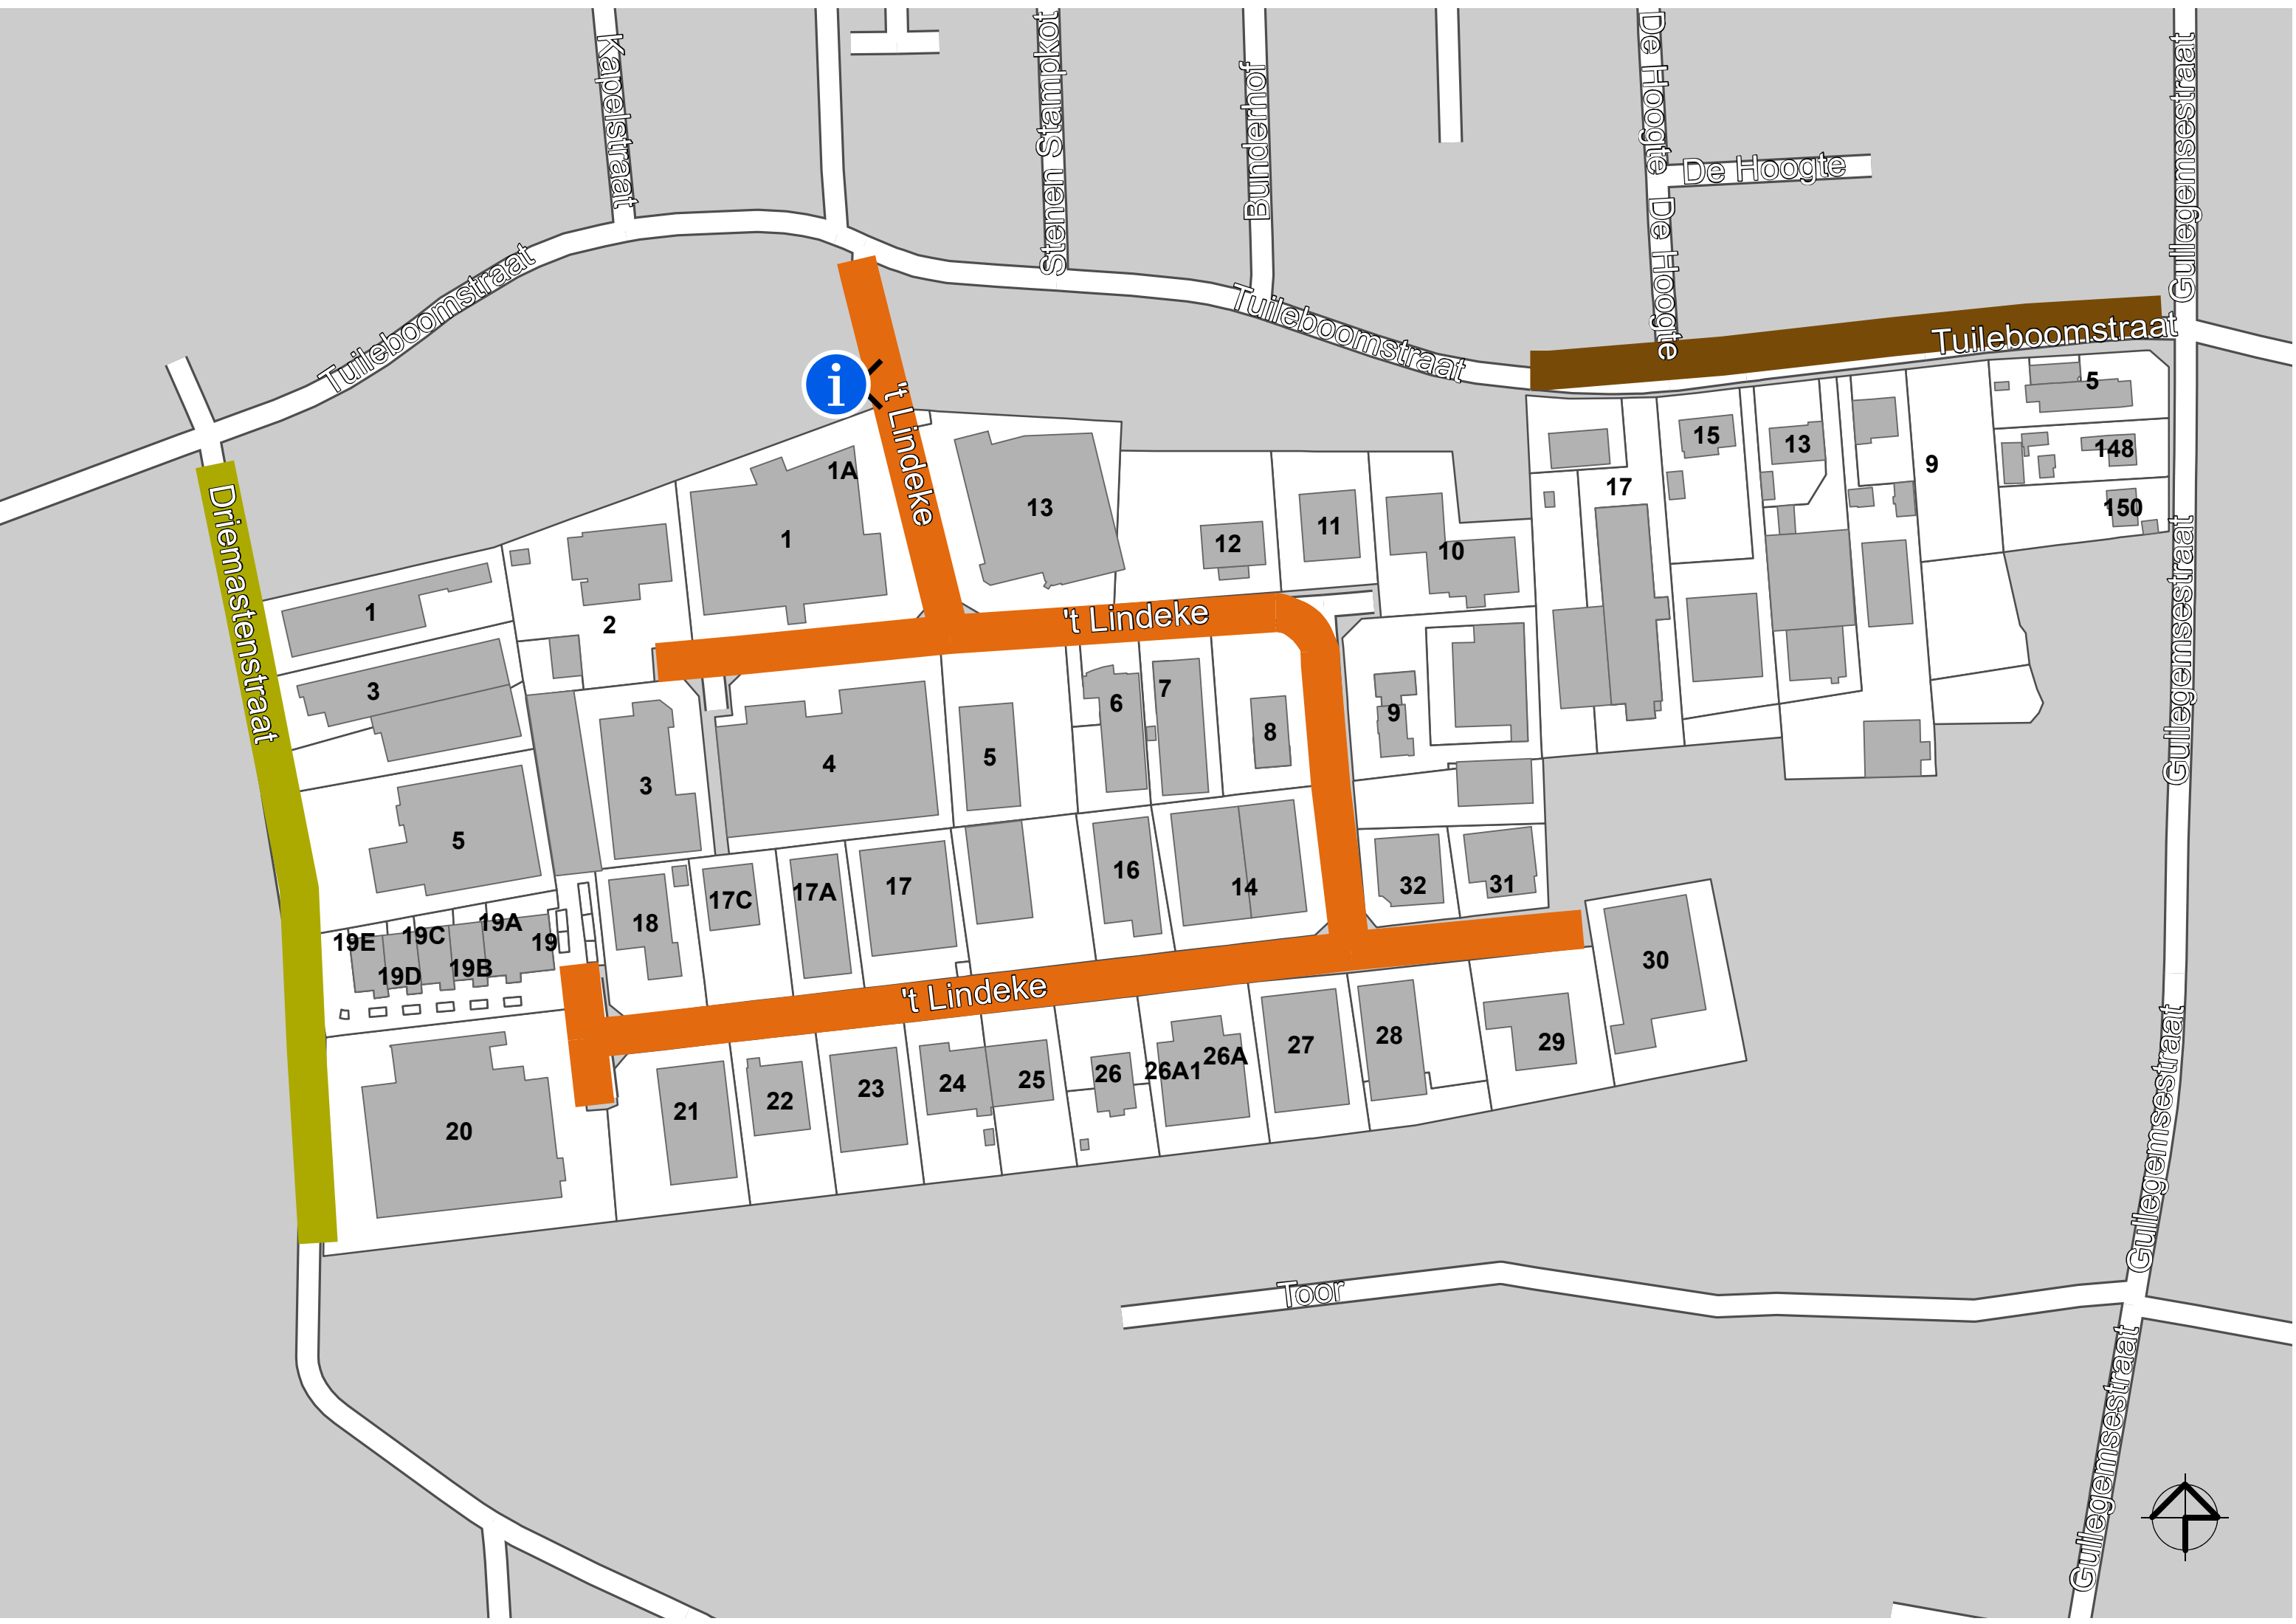 Kapelstraat
Stenen Stampkot
Bunderhof
De Hoogte
De Hoogte
De Hoogte
Gullegemsestraat
Tuileboomstraat
Tuileboomstraat
Tuileboomstraat
i
't Lindeke
Driemastenstraat
1A
1
13
12
11
10
17
15
13
9
5
148
150
1
2
't Lindeke
3
3
4
5
6
7
8
9
Gullegemsestraat
5
18
17C
17A
17
16
14
32
31
19E
19D
19C
19B
19A
19
't Lindeke
30
20
21
22
23
24
25
26
26A1
26A
27
28
29
Gullegemsestraat
Toor
Gullegemsestraat